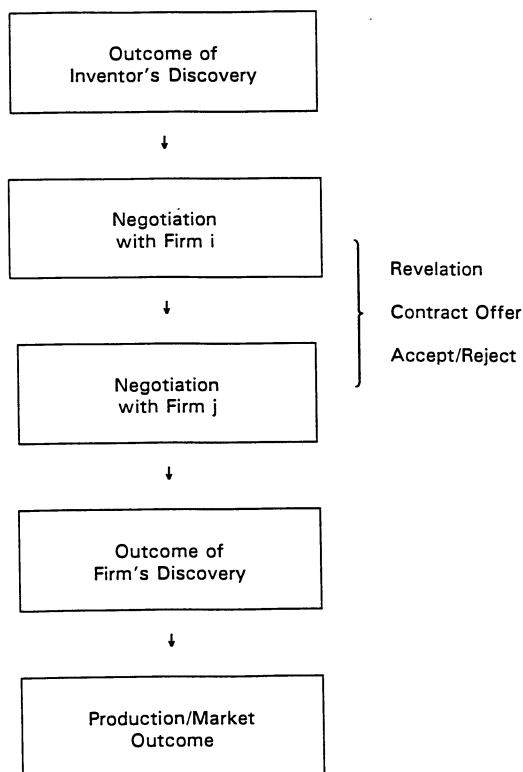 Outcome of
Inventor's Discovery
Negotiation
with Firm i
Revelation
Contract Offer
Accept/Reject
Negotiation
with Firm j
Outcome of
Firm's Discovery
Production/Market
Outcome